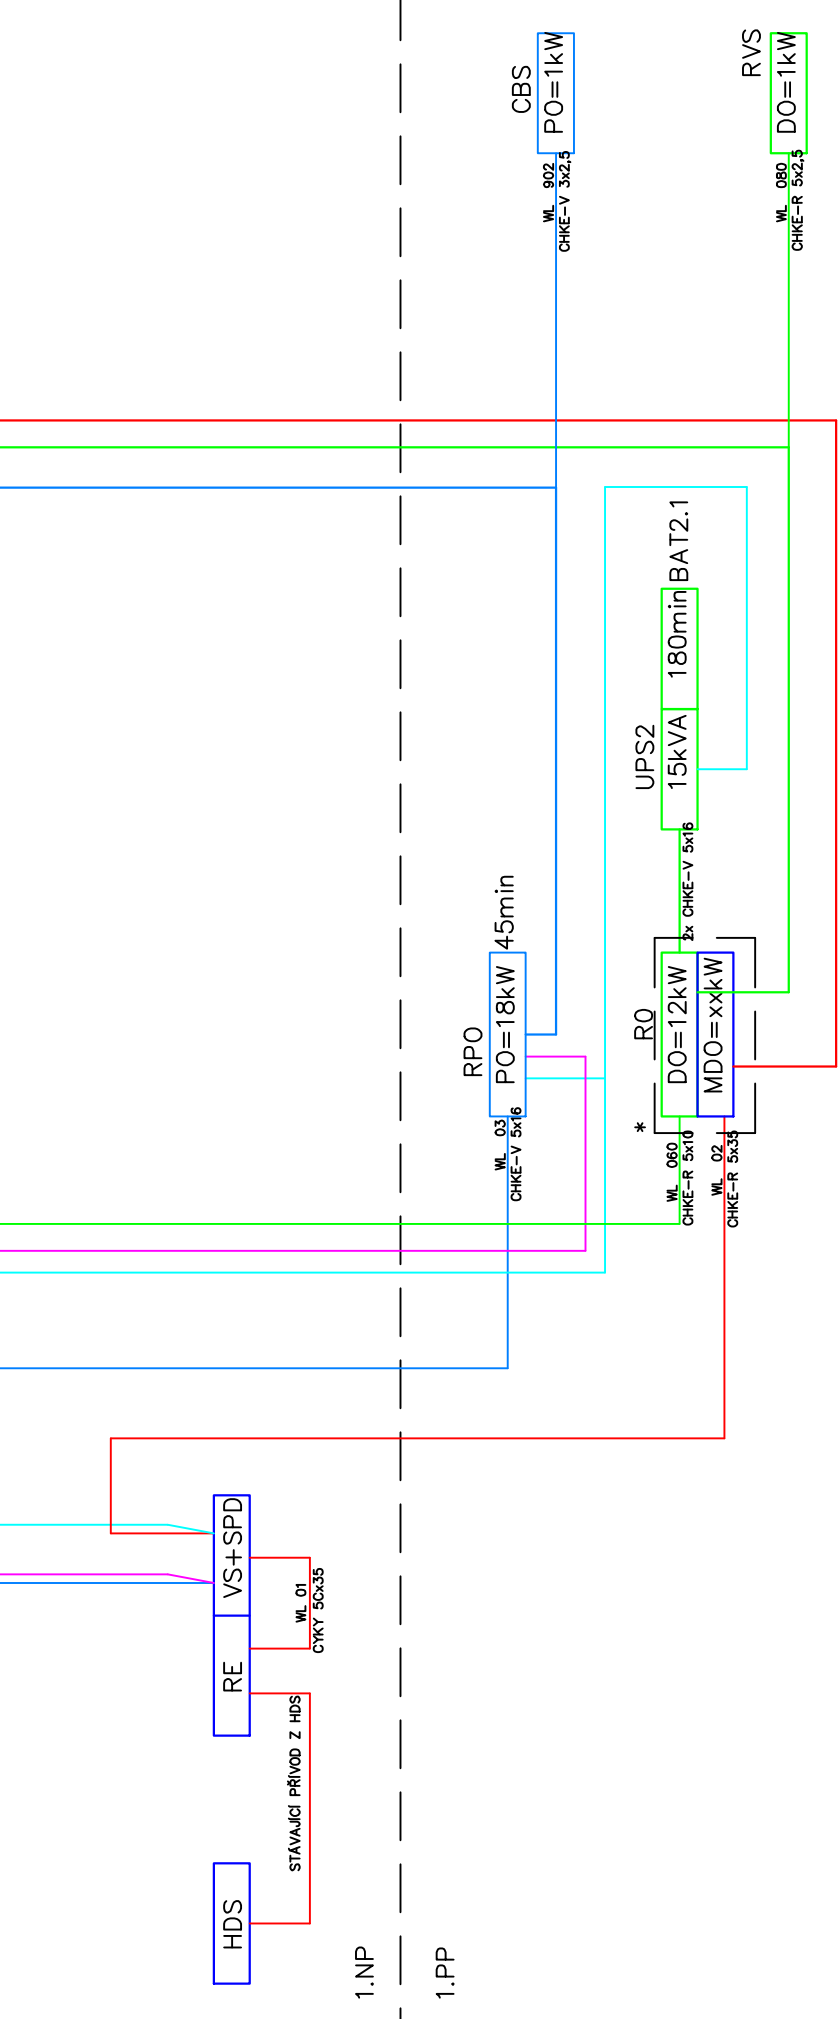 CBS
PO=1kW
WL 902
CHKE-V 3x2,5
RVS
DO=1kW
WL 080
CHKE-R 5x2,5
BAT2.1
180min
UPS2
15kVA
2x CHKE-V 5x16
45min
RPO
PO=18kW
WL 03
CHKE-V 5x16
RO
DO=12kW
MDO=xxkW
*
WL 060
CHKE-R 5x10
WL 02
CHKE-R 5x35
VS+SPD
RE
WL 01
CYKY 5Cx35
STÁVAJÍCÍ PŘÍVOD Z HDS
HDS
1.NP
1.PP